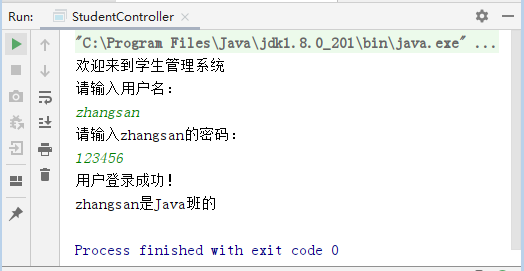 Run: StudentController
"C:\Program Files\Java\jdk1.8.0_201\bin\java.exe" ...
欢迎来到学生管理系统
请输入用户名：
zhangsan
请输入zhangsan的密码：
123456
用户登录成功！
zhangsan是Java班的
Process finished with exit code 0